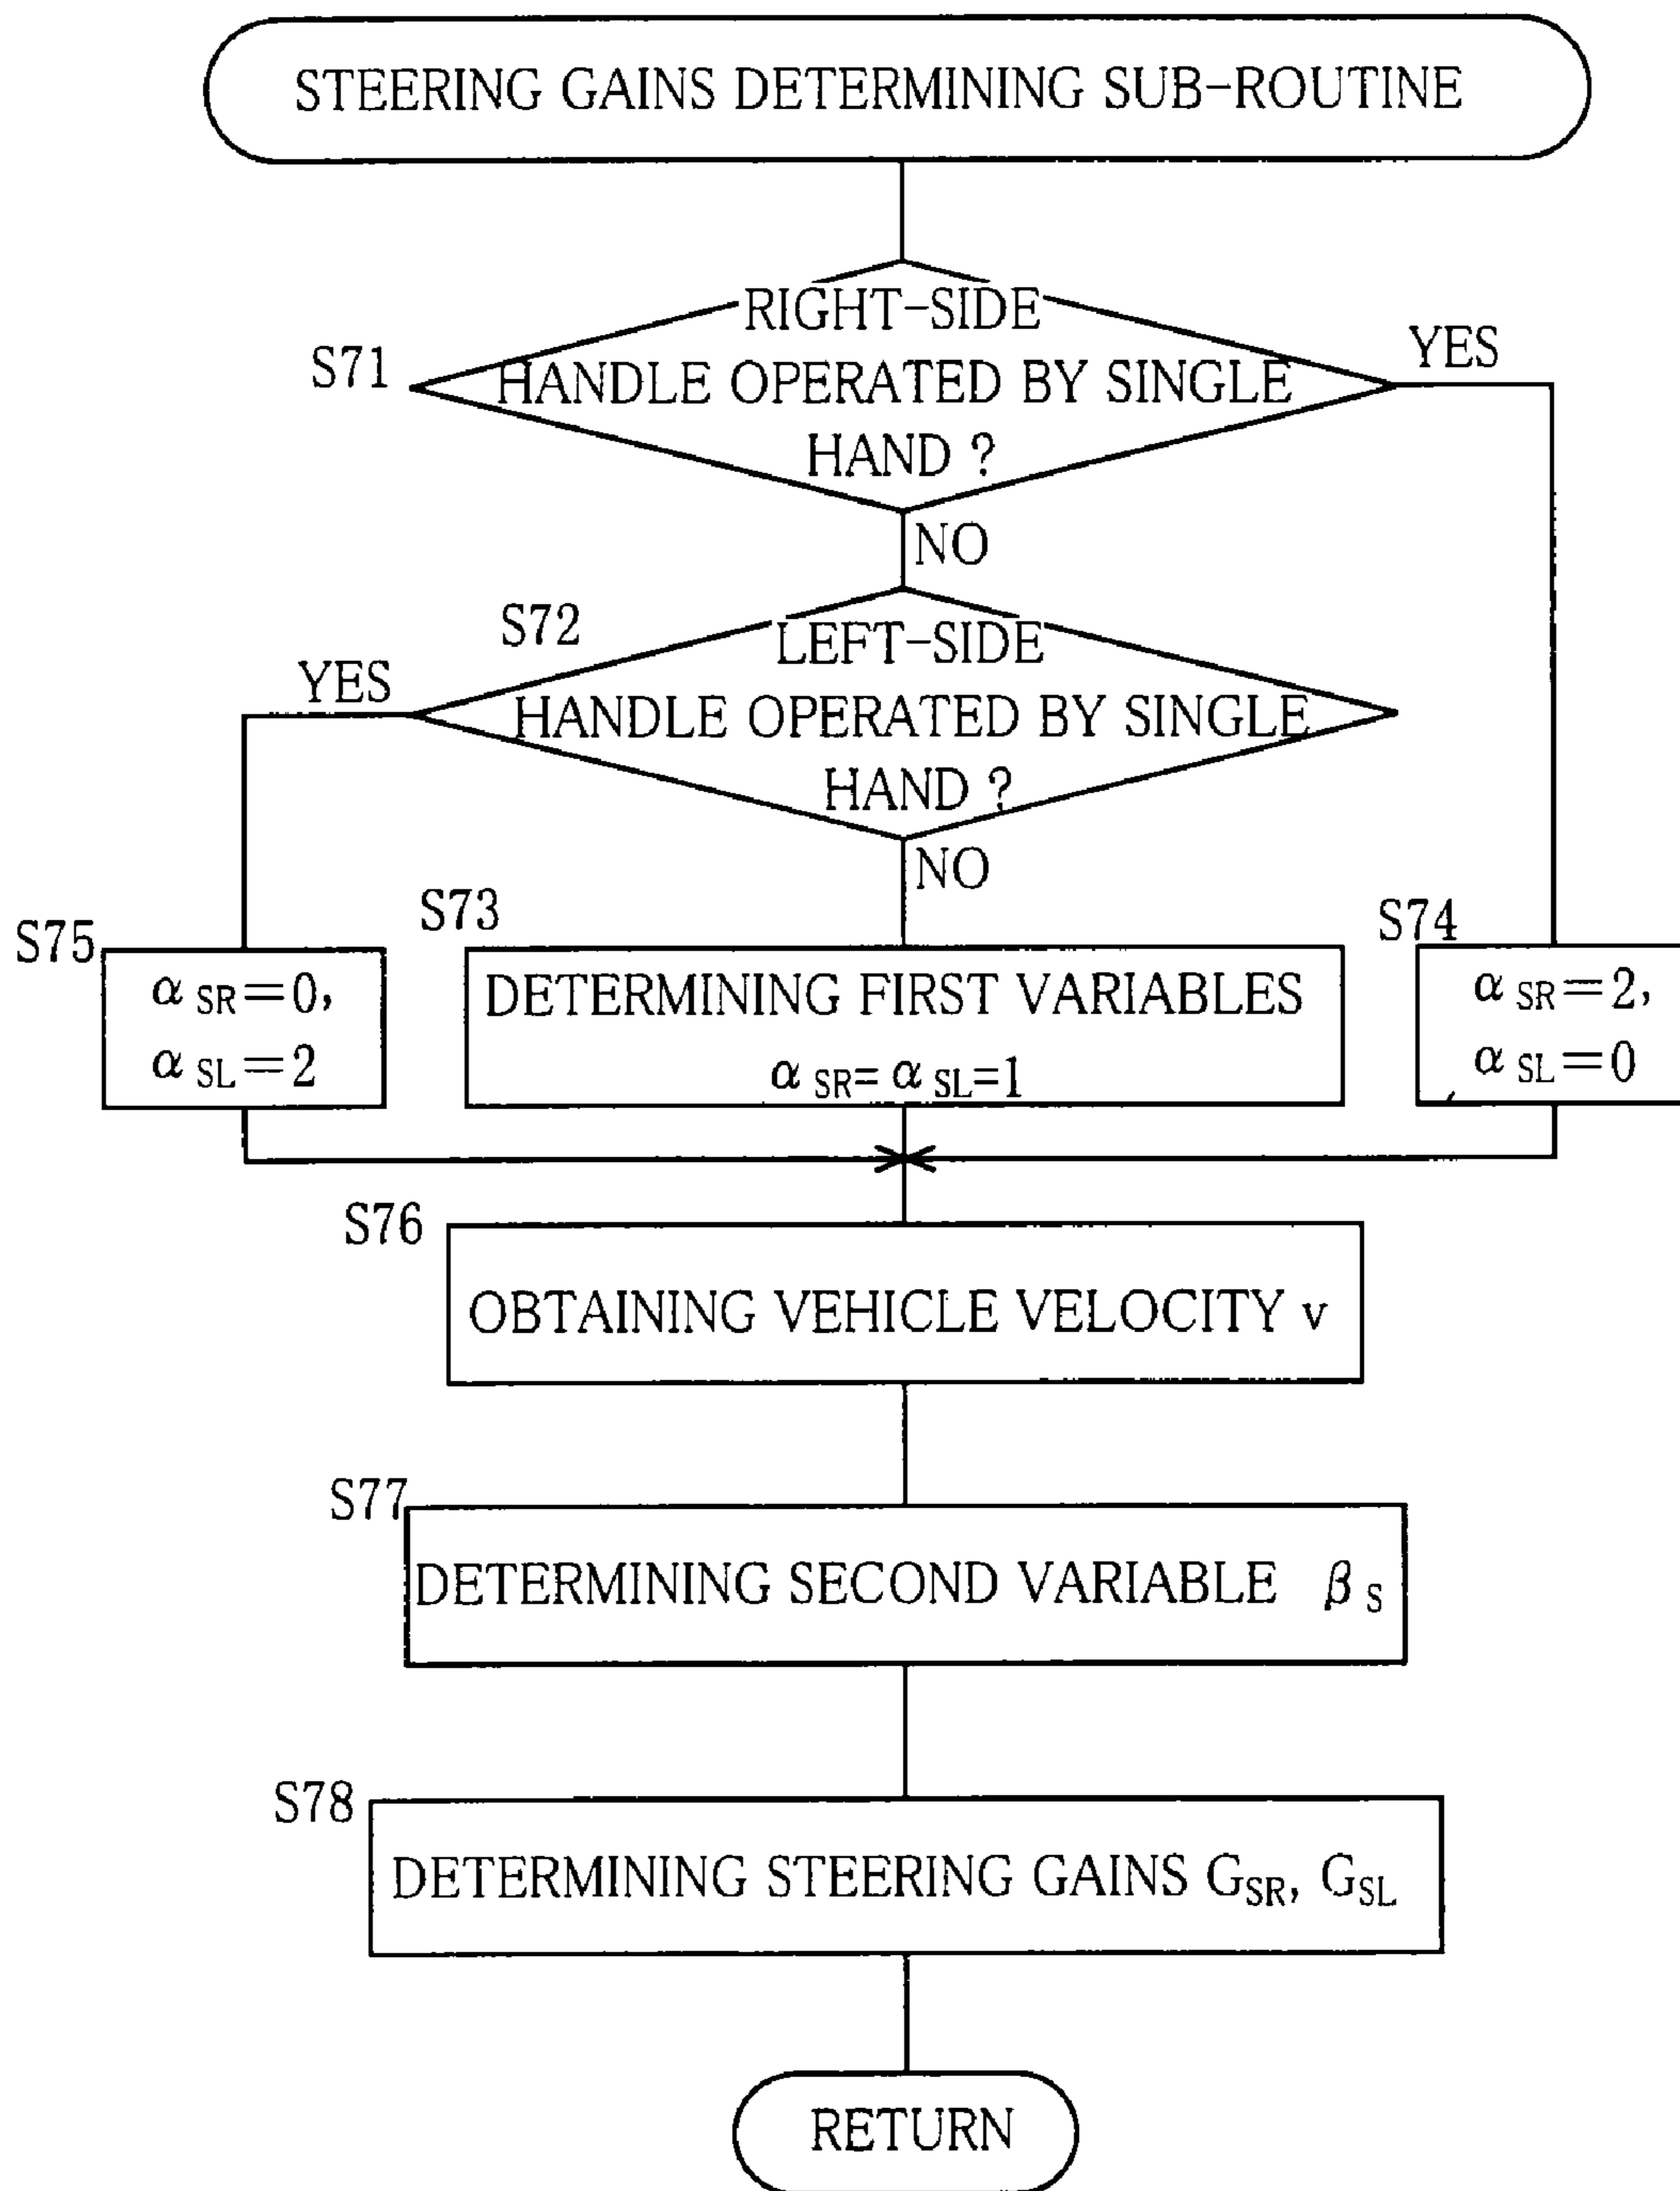 STEERING GAINS DETERMINING SUB-ROUTINE
RIGHT-SIDE
S71
HANDLE OPERATED BY SINGLE
YES
HAND ?
NO
S72
LEFT-SIDE
YES
HANDLE OPERATED BY SINGLE
HAND ?
NO
S75
α SR=0,
α SL=2
S73
DETERMINING FIRST VARIABLES
α SR= α SL=1
S74
α SR=2,
α SL=0
S76
OBTAINING VEHICLE VELOCITY v
S77
DETERMINING SECOND VARIABLE β S
S78
DETERMINING STEERING GAINS GSR, GSL
RETURN